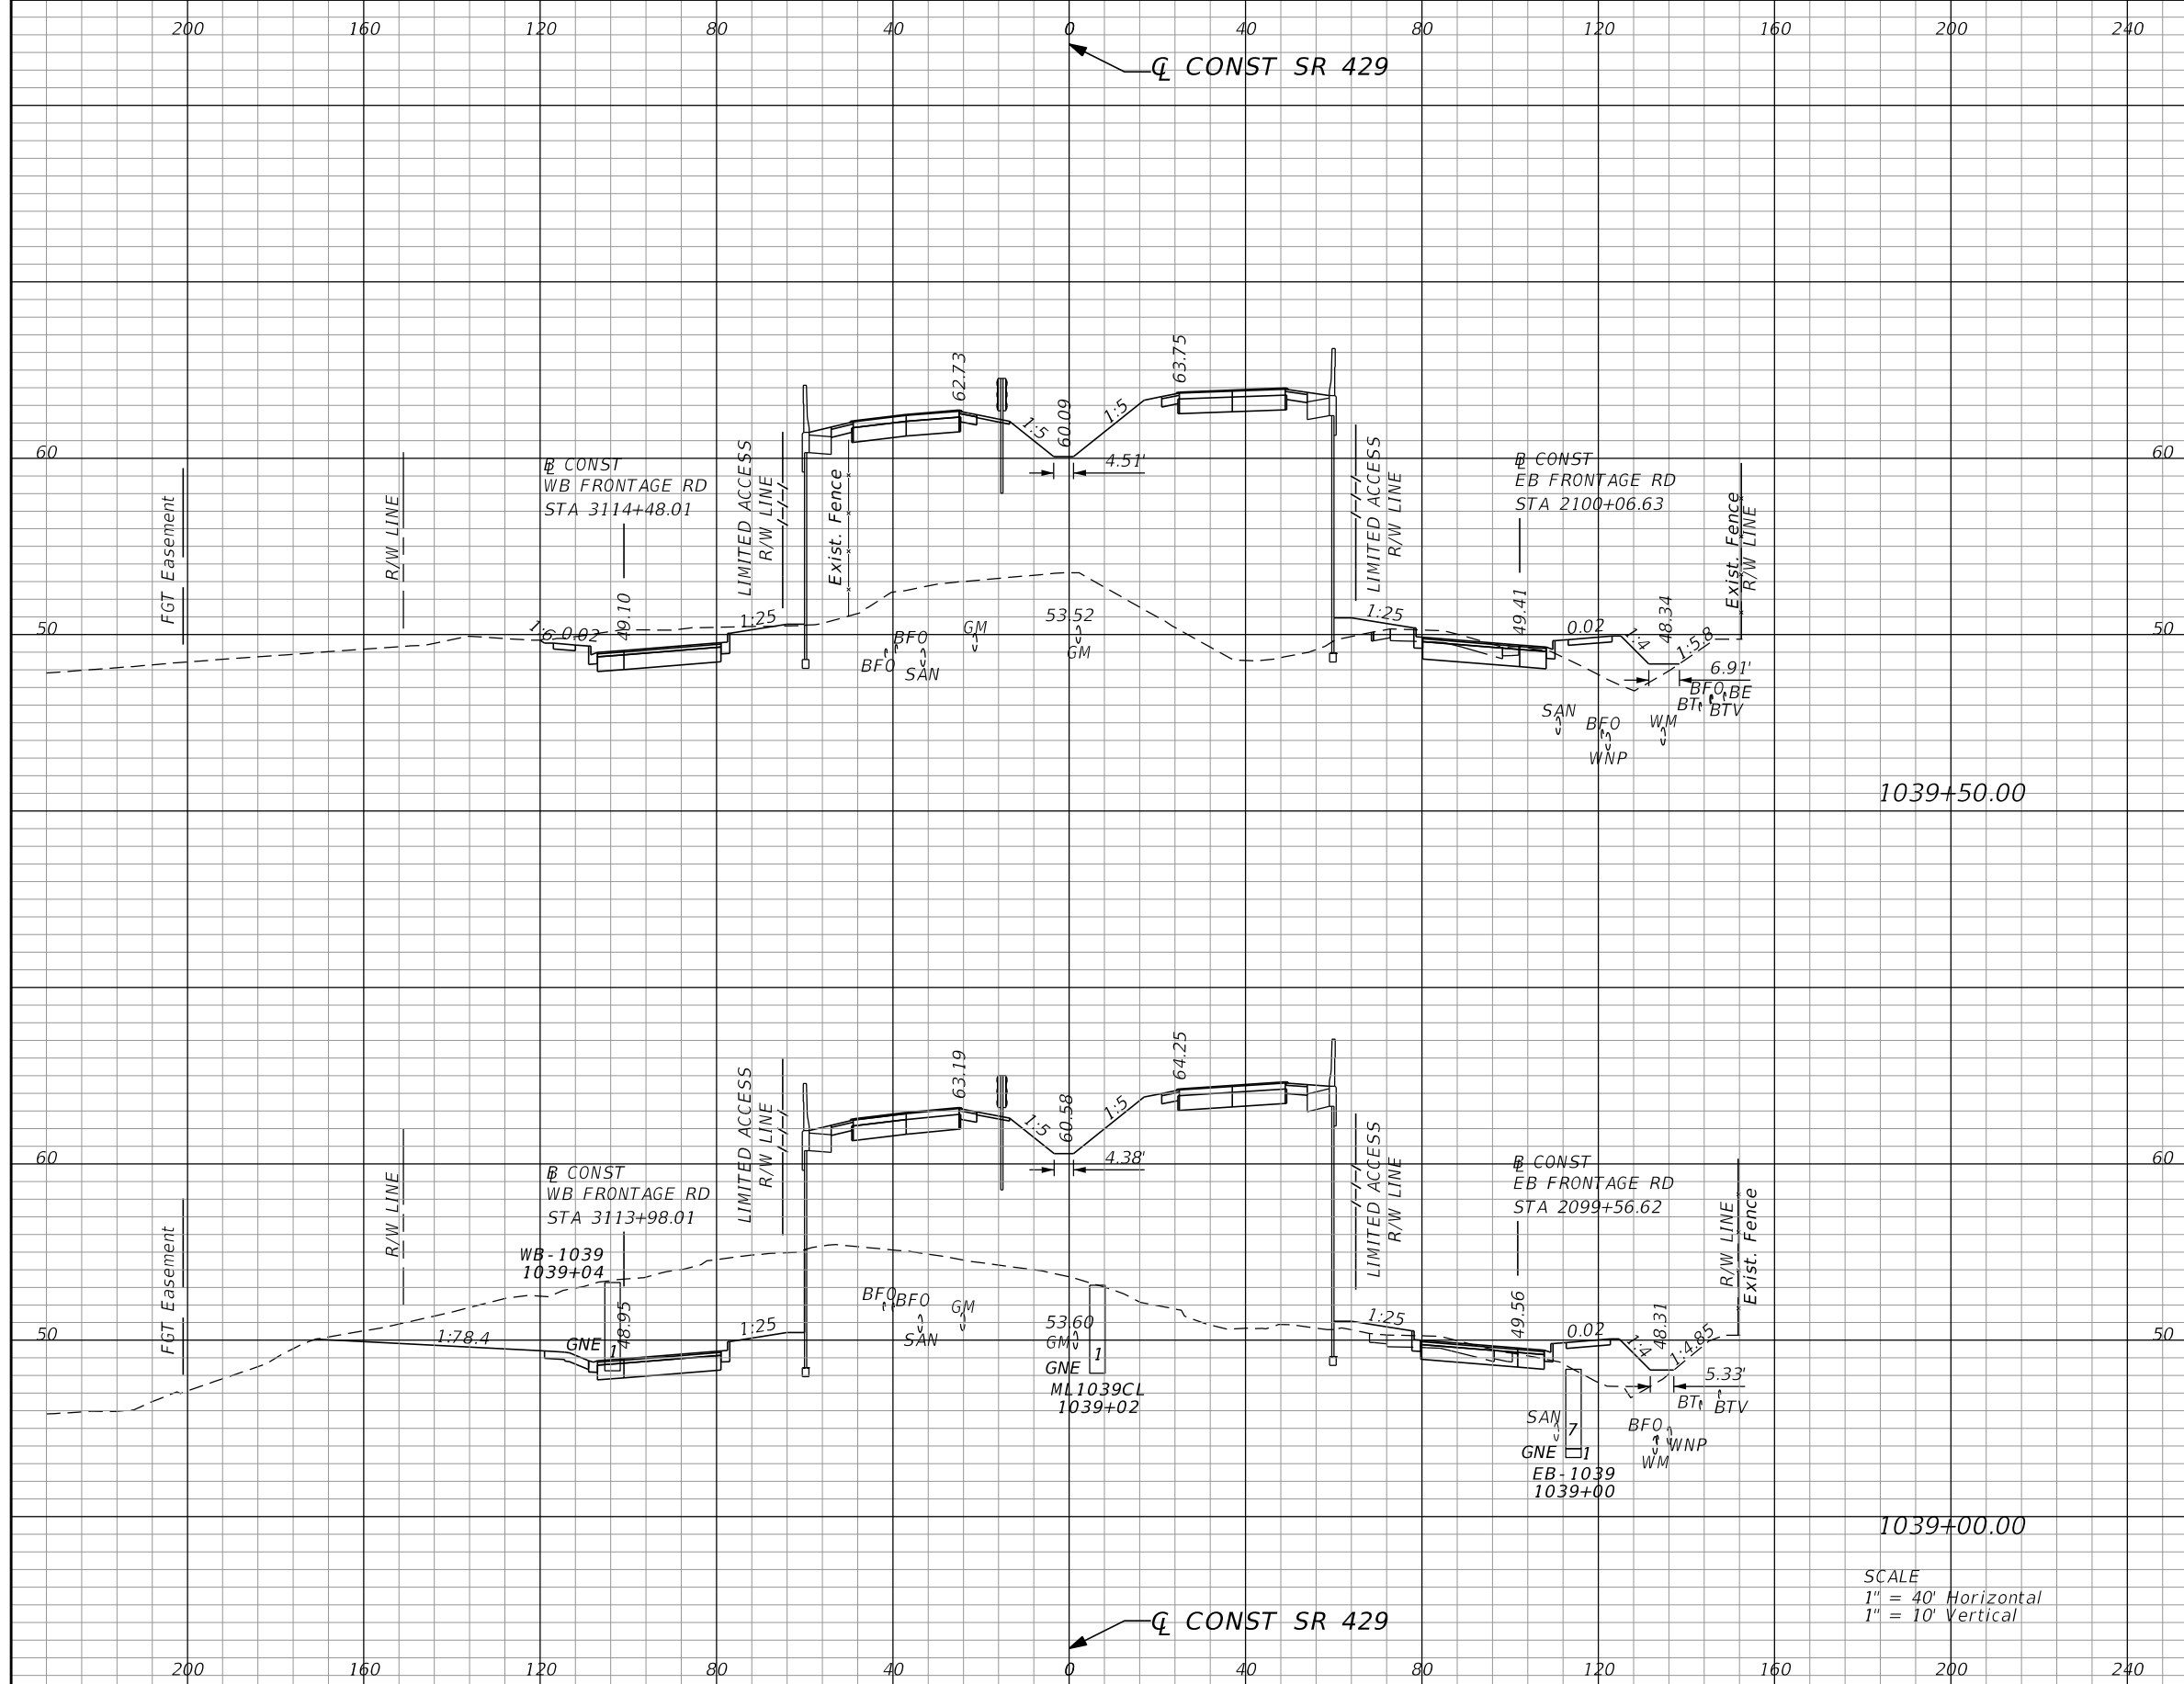 200 160 120 80 40 0 40 80 120 160 200 240
℄ CONST SR 429
62.73
63.75
60.09
1:5
1:5
4.51'
60
60
FGT Easement
R/W LINE
B̲L CONST
WB FRONTAGE RD
STA 3114+48.01
LIMITED ACCESS
R/W LINE
Exist. Fence
LIMITED ACCESS
R/W LINE
B̲L CONST
EB FRONTAGE RD
STA 2100+06.63
Exist. Fence
R/W LINE
50
50
1:6
0.02
49.10
1:25
BFO
BFO
SAN
GM
53.52
GM
1:25
49.41
0.02
1:4
48.34
1:5.8
6.91'
BFO
BE
BT
BTV
SAN
BFO
WM
WNP
1039+50.00
63.19
64.25
60.58
1:5
1:5
4.38'
60
60
FGT Easement
R/W LINE
B̲L CONST
WB FRONTAGE RD
STA 3113+98.01
LIMITED ACCESS
R/W LINE
LIMITED ACCESS
R/W LINE
B̲L CONST
EB FRONTAGE RD
STA 2099+56.62
R/W LINE
Exist. Fence
WB-1039
1039+04
50
50
1:78.4
GNE
1
48.95
1:25
BFO
BFO
SAN
GM
53.60
GM
GNE
1
ML1039CL
1039+02
1:25
49.56
0.02
1:4
48.31
1:4.85
5.33'
BT
BTV
SAN
7
GNE
1
BFO
WNP
WM
EB-1039
1039+00
1039+00.00
SCALE
1" = 40' Horizontal
1" = 10' Vertical
℄ CONST SR 429
200 160 120 80 40 0 40 80 120 160 200 240